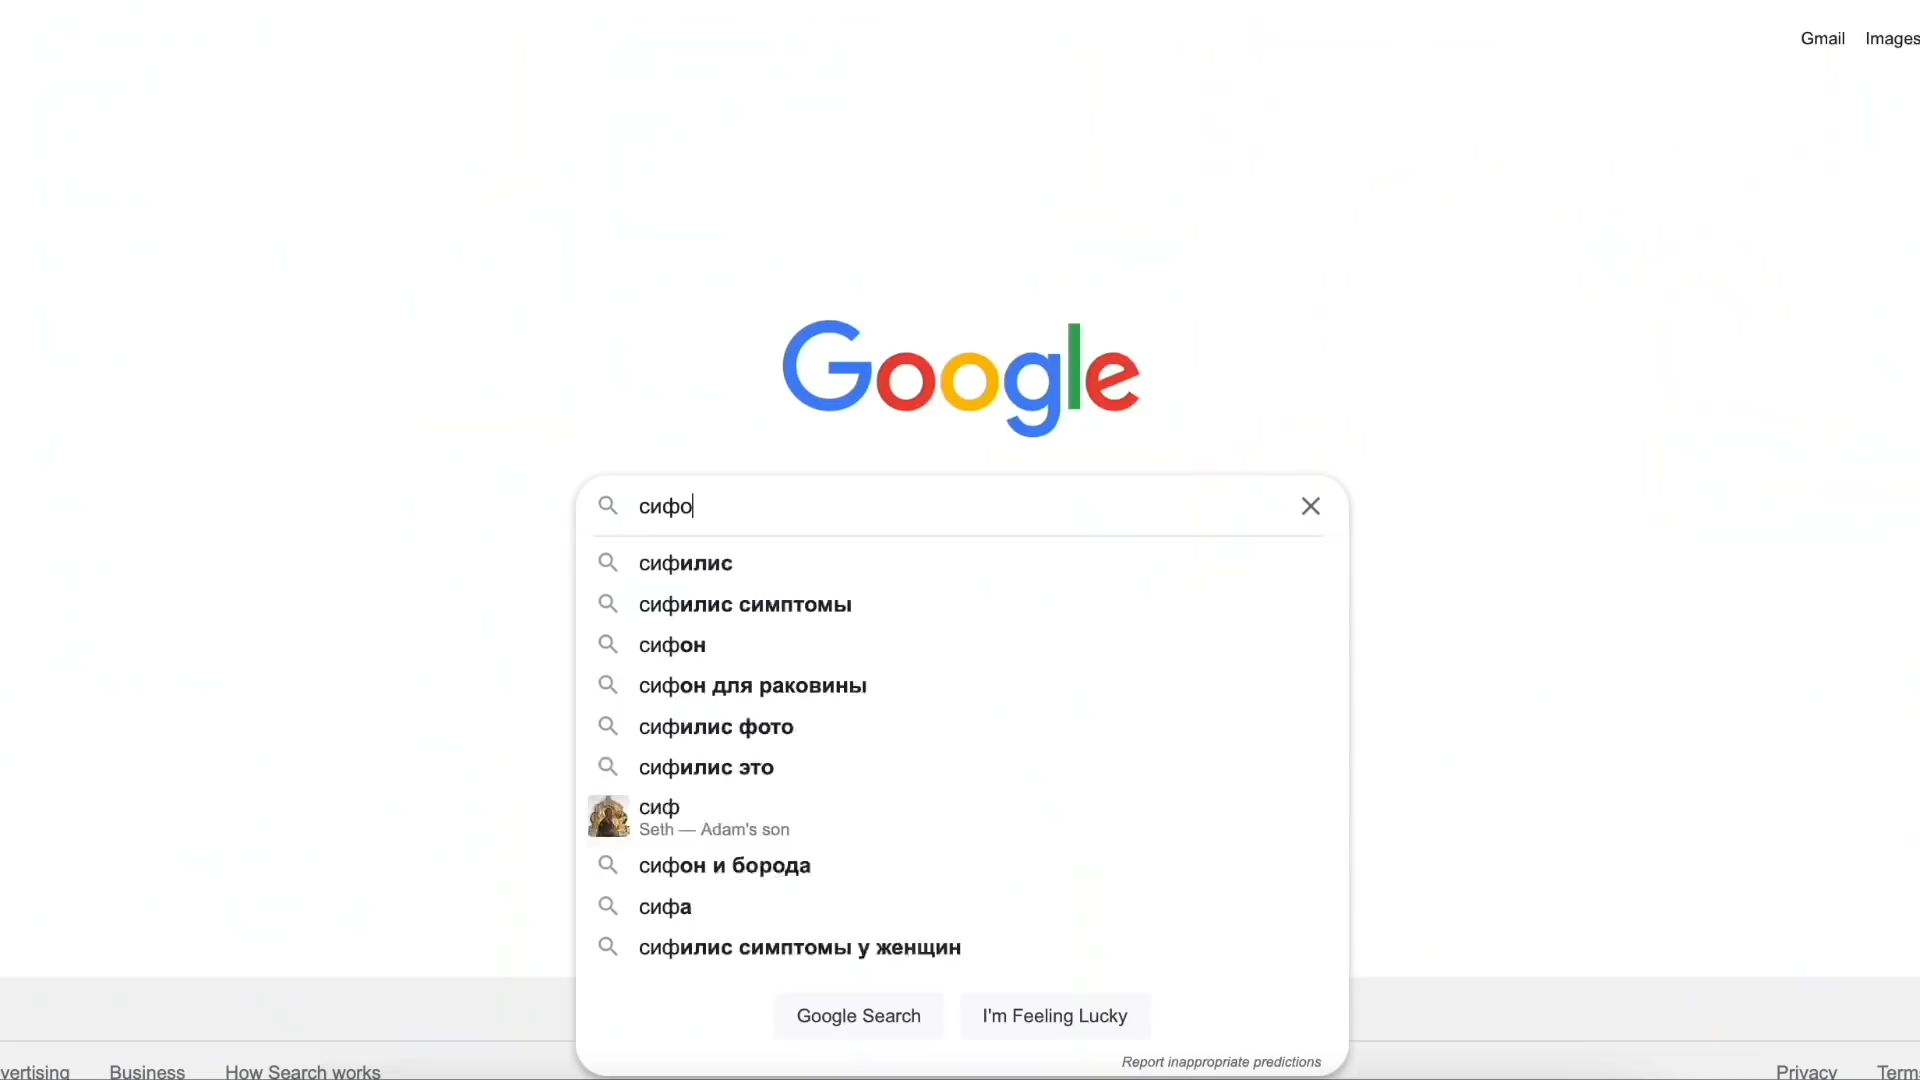 Gmail Images
Google
сифо
сифилис
сифилис симптомы
сифон
сифон для раковины
сифилис фото
сифилис это
сиф
Seth — Adam's son
сифон и борода
сифа
сифилис симптомы у женщин
Google Search I'm Feeling Lucky
Report inappropriate predictions
vertising Business How Search works Privacy Term